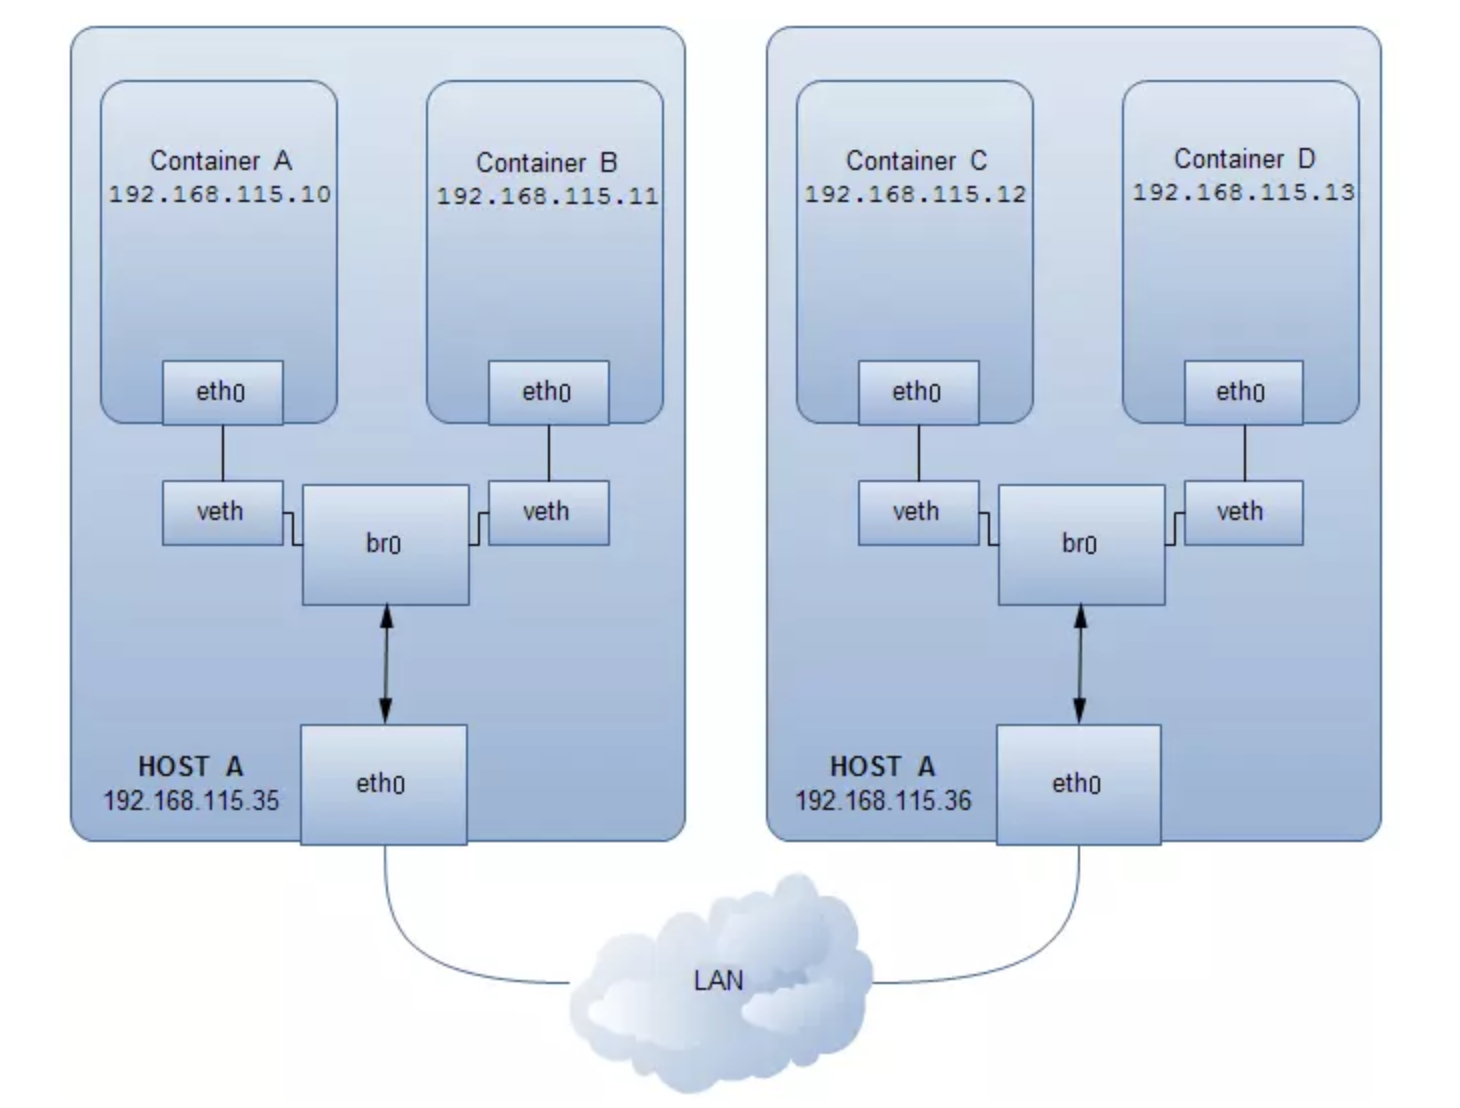 Container A
192.168.115.10
Container B
192.168.115.11
Container C
192.168.115.12
Container D
192.168.115.13
eth0
eth0
eth0
eth0
veth
br0
veth
veth
br0
veth
HOST A
192.168.115.35
eth0
HOST A
192.168.115.36
eth0
LAN